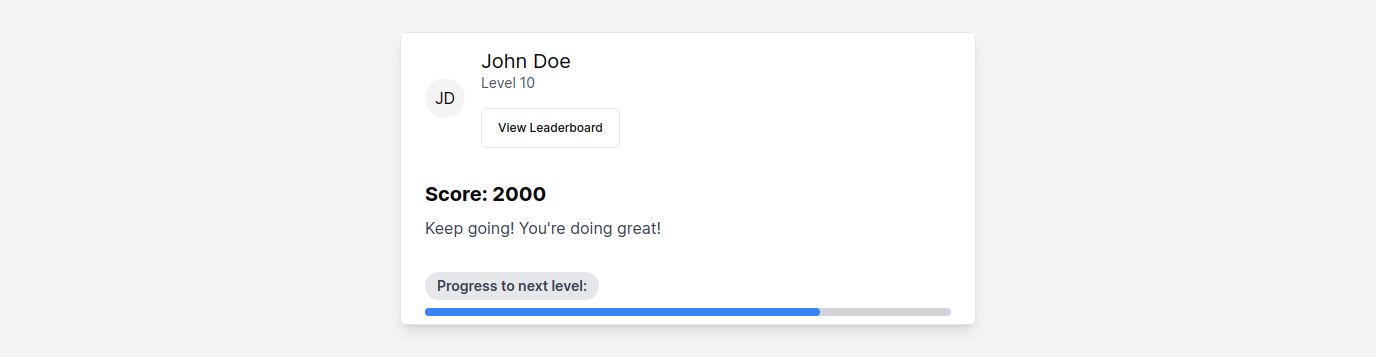 John Doe
Level 10
JD
View Leaderboard
Score: 2000
Keep going! You're doing great!
Progress to next level: